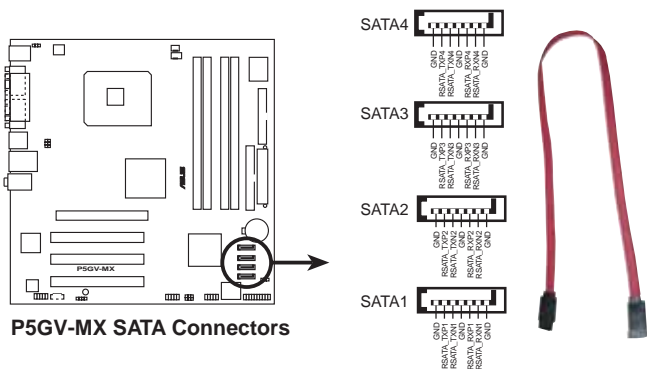 SATA4
GND
RSATA_TXP4
RSATA_TXN4
GND
RSATA_RXP4
RSATA_RXN4
GND
SATA3
GND
RSATA_TXP3
RSATA_TXN3
GND
RSATA_RXP3
RSATA_RXN3
GND
SATA2
GND
RSATA_TXP2
RSATA_TXN2
GND
RSATA_RXP2
RSATA_RXN2
GND
SATA1
GND
RSATA_TXP1
RSATA_TXN1
GND
RSATA_RXP1
RSATA_RXN1
GND
ASUS
P5GV-MX
P5GV-MX SATA Connectors